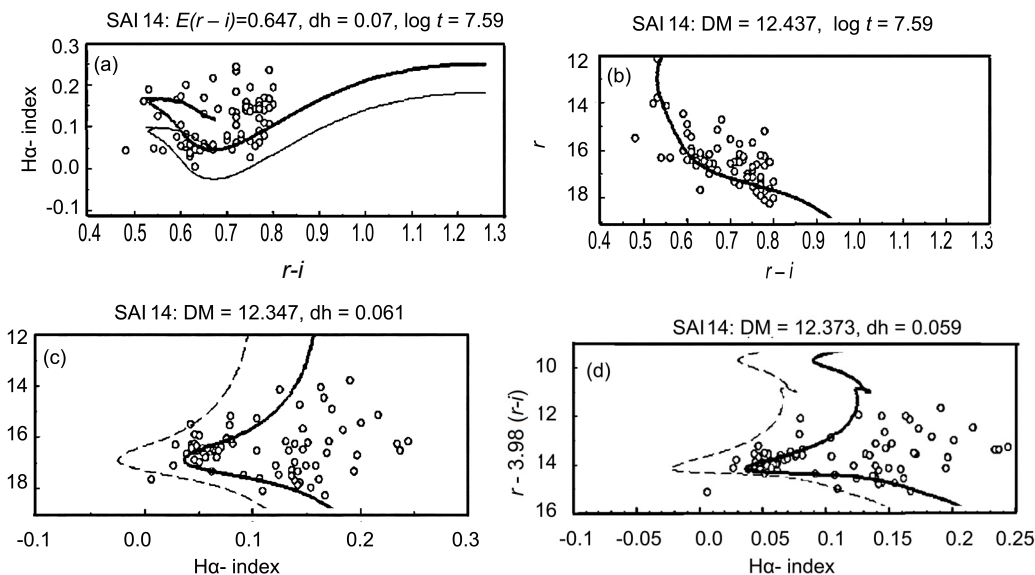 SAI 14: E(r – i)=0.647, dh = 0.07, log t = 7.59
(a)
Hα- index
0.3
0.2
0.1
0.0
-0.1
0.4 0.5 0.6 0.7 0.8 0.9 1.0 1.1 1.2 1.3
r-i
SAI 14: DM = 12.437, log t = 7.59
(b)
r
12
14
16
18
0.4 0.5 0.6 0.7 0.8 0.9 1.0 1.1 1.2 1.3
r – i
SAI 14: DM = 12.347, dh = 0.061
(c)
12
14
16
18
-0.1 0.0 0.1 0.2 0.3
Hα- index
SAI 14: DM = 12.373, dh = 0.059
(d)
r - 3.98 (r-i)
10
12
14
16
-0.1 -0.05 0.0 0.05 0.1 0.15 0.2 0.25
Hα- index